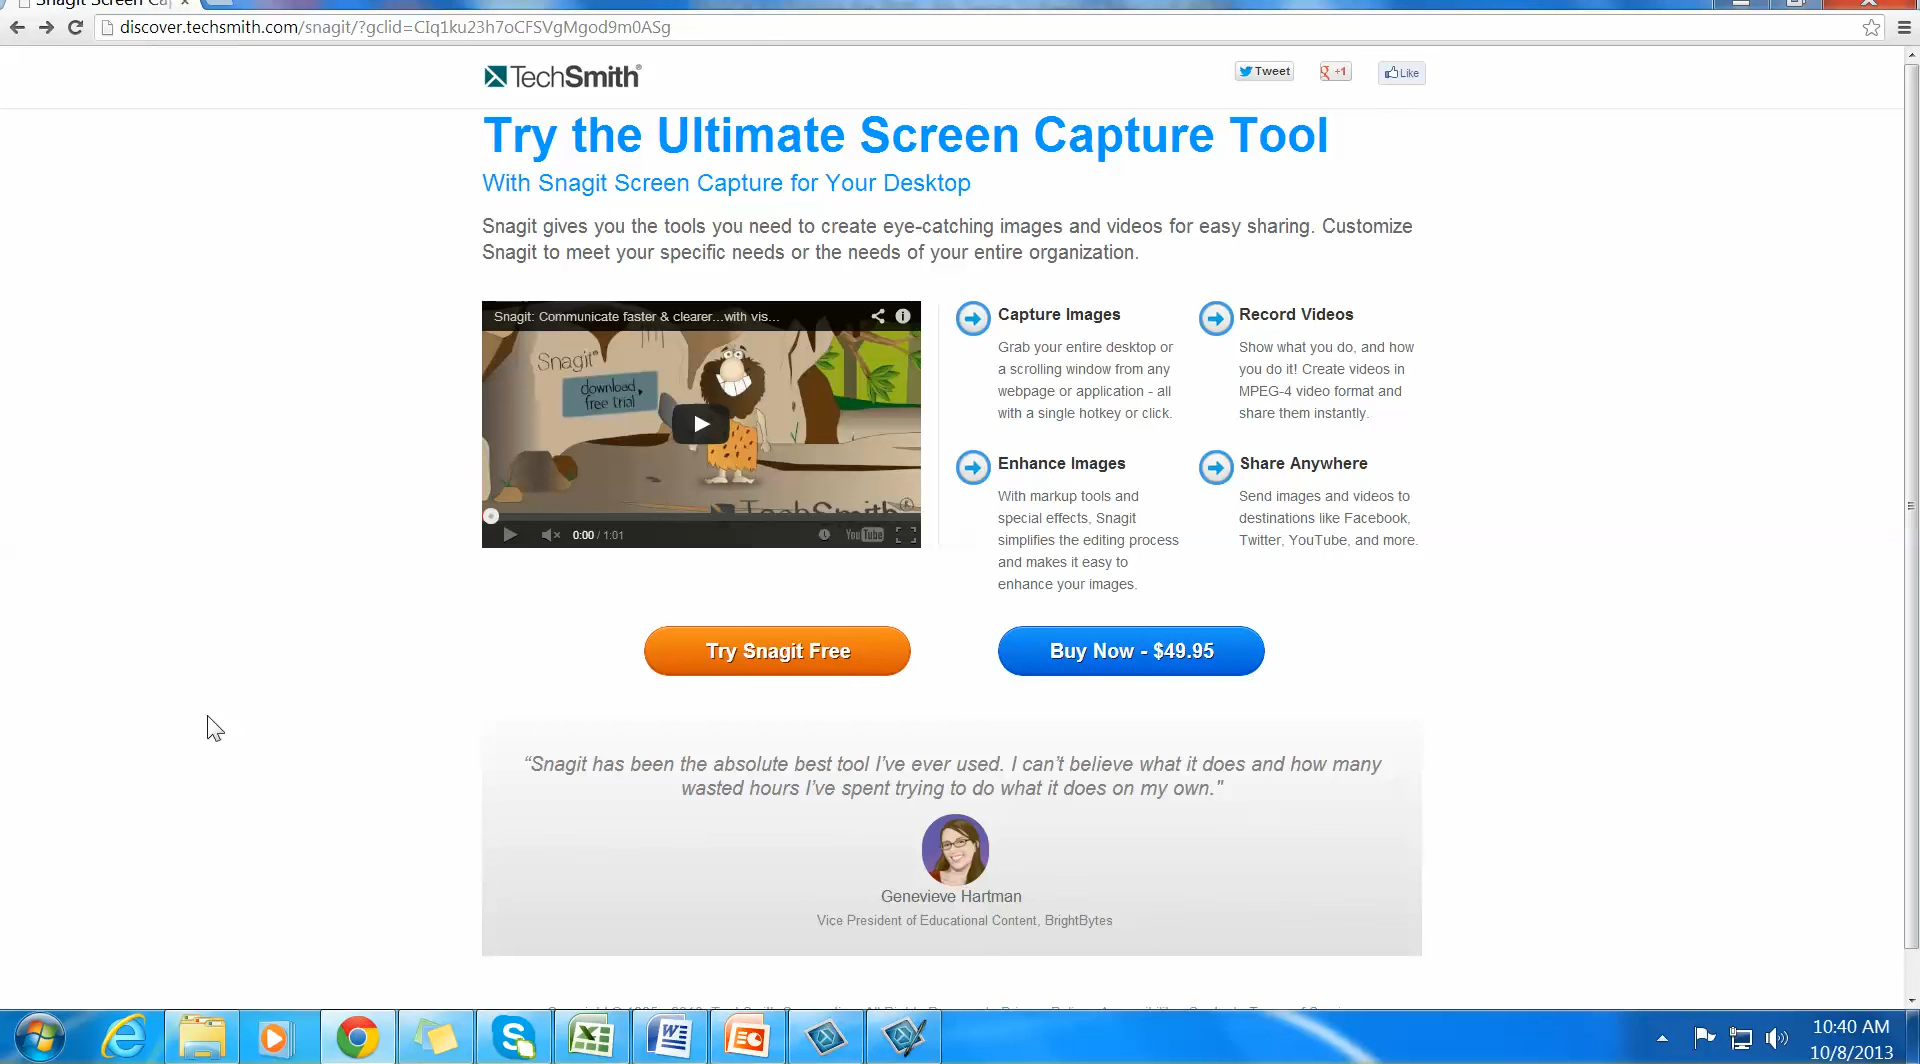 Snagit Screen Ca
discover.techsmith.com/snagit/?gclid=CIq1ku23h7oCFSVgMgod9m0ASg
TechSmith®
Tweet
+1
Like
Try the Ultimate Screen Capture Tool
With Snagit Screen Capture for Your Desktop
Snagit gives you the tools you need to create eye-catching images and videos for easy sharing. Customize
Snagit to meet your specific needs or the needs of your entire organization.
Snagit: Communicate faster & clearer...with vis...
Snagit®
download
free trial
TechSmith
0:00 / 1:01
YouTube
Capture Images
Grab your entire desktop or
a scrolling window from any
webpage or application - all
with a single hotkey or click.
Record Videos
Show what you do, and how
you do it! Create videos in
MPEG-4 video format and
share them instantly.
Enhance Images
With markup tools and
special effects, Snagit
simplifies the editing process
and makes it easy to
enhance your images.
Share Anywhere
Send images and videos to
destinations like Facebook,
Twitter, YouTube, and more.
Try Snagit Free
Buy Now - $49.95
“Snagit has been the absolute best tool I’ve ever used. I can’t believe what it does and how many
wasted hours I’ve spent trying to do what it does on my own."
Genevieve Hartman
Vice President of Educational Content, BrightBytes
10:40 AM
10/8/2013